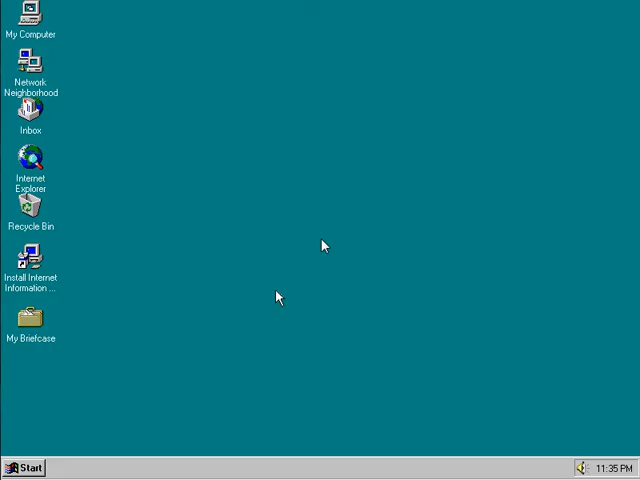 My Computer
Network
Neighborhood
Inbox
Internet
Explorer
Recycle Bin
Install Internet
Information ...
My Briefcase
Start
11:35 PM